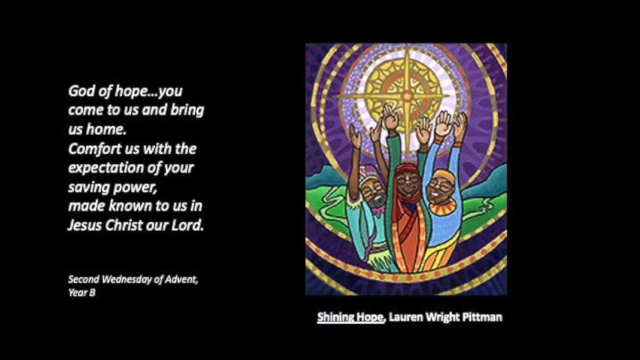 God of hope...you
come to us and bring
us home.
Comfort us with the
expectation of your
saving power,
made known to us in
Jesus Christ our Lord.
Second Wednesday of Advent,
Year B
Shining Hope, Lauren Wright Pittman